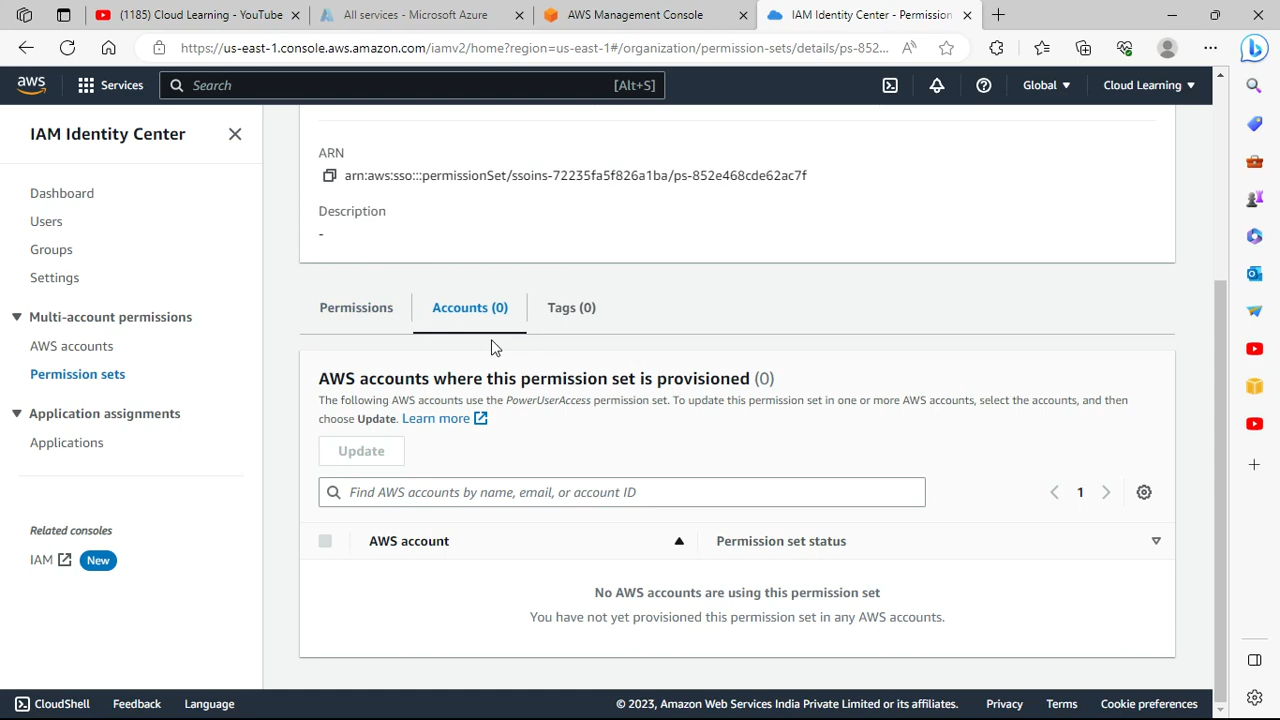 (1185) Cloud Learning - YouTube
All services - Microsoft Azure
AWS Management Console
IAM Identity Center - Permission
https://us-east-1.console.aws.amazon.com/iamv2/home?region=us-east-1#/organization/permission-sets/details/ps-852...
aws
Services
Search
[Alt+S]
Global
Cloud Learning
IAM Identity Center
Dashboard
Users
Groups
Settings
Multi-account permissions
AWS accounts
Permission sets
Application assignments
Applications
Related consoles
IAM New
ARN
arn:aws:sso:::permissionSet/ssoins-72235fa5f826a1ba/ps-852e468cde62ac7f
Description
-
Permissions
Accounts (0)
Tags (0)
AWS accounts where this permission set is provisioned (0)
The following AWS accounts use the PowerUserAccess permission set. To update this permission set in one or more AWS accounts, select the accounts, and then
choose Update. Learn more
Update
Find AWS accounts by name, email, or account ID
1
AWS account
Permission set status
No AWS accounts are using this permission set
You have not yet provisioned this permission set in any AWS accounts.
CloudShell
Feedback
Language
© 2023, Amazon Web Services India Private Limited or its affiliates.
Privacy
Terms
Cookie preferences